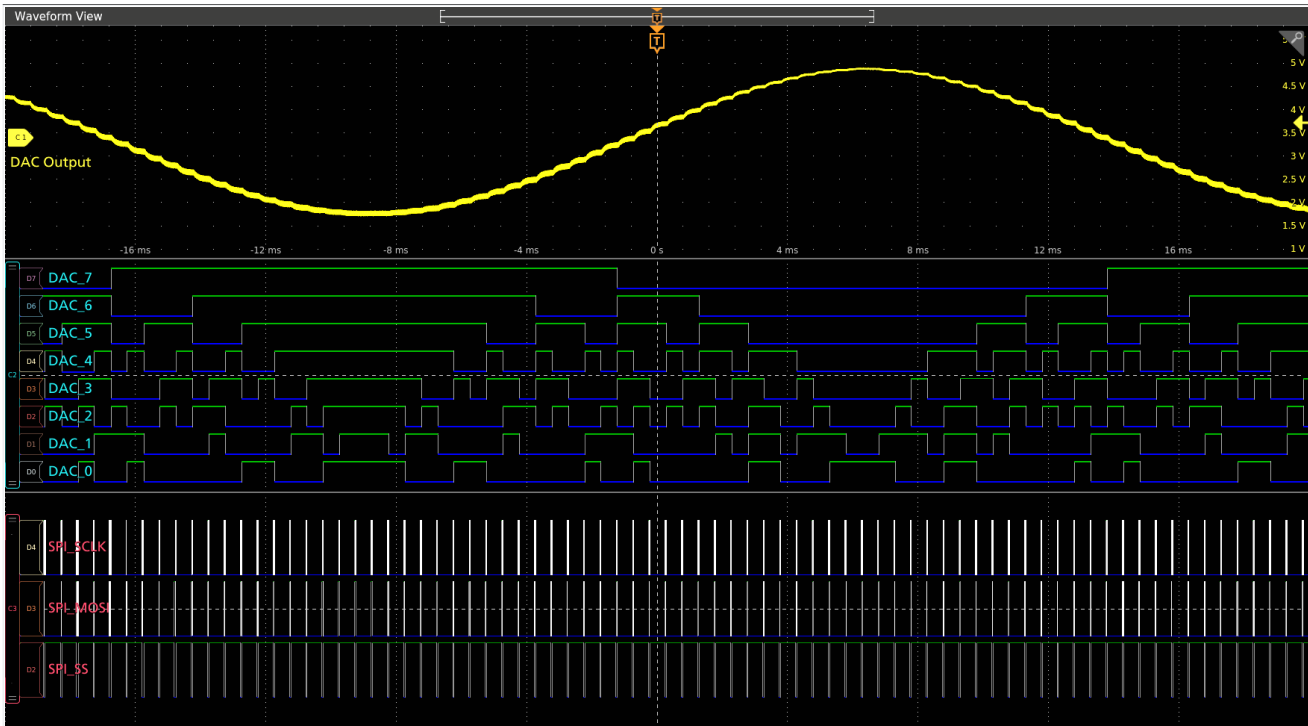 Waveform View
T
T
5 V
4.5 V
4 V
C 1
3.5 V
DAC Output
3 V
2.5 V
2 V
1.5 V
-16 ms -12 ms -8 ms -4 ms 0 s 4 ms 8 ms 12 ms 16 ms 1 V
D7 DAC_7
D6 DAC_6
D5 DAC_5
D4 DAC_4
C2
D3 DAC_3
D2 DAC_2
D1 DAC_1
D0 DAC_0
D4 SPI_SCLK
C3 D3 SPI_MOSI
D2 SPI_SS